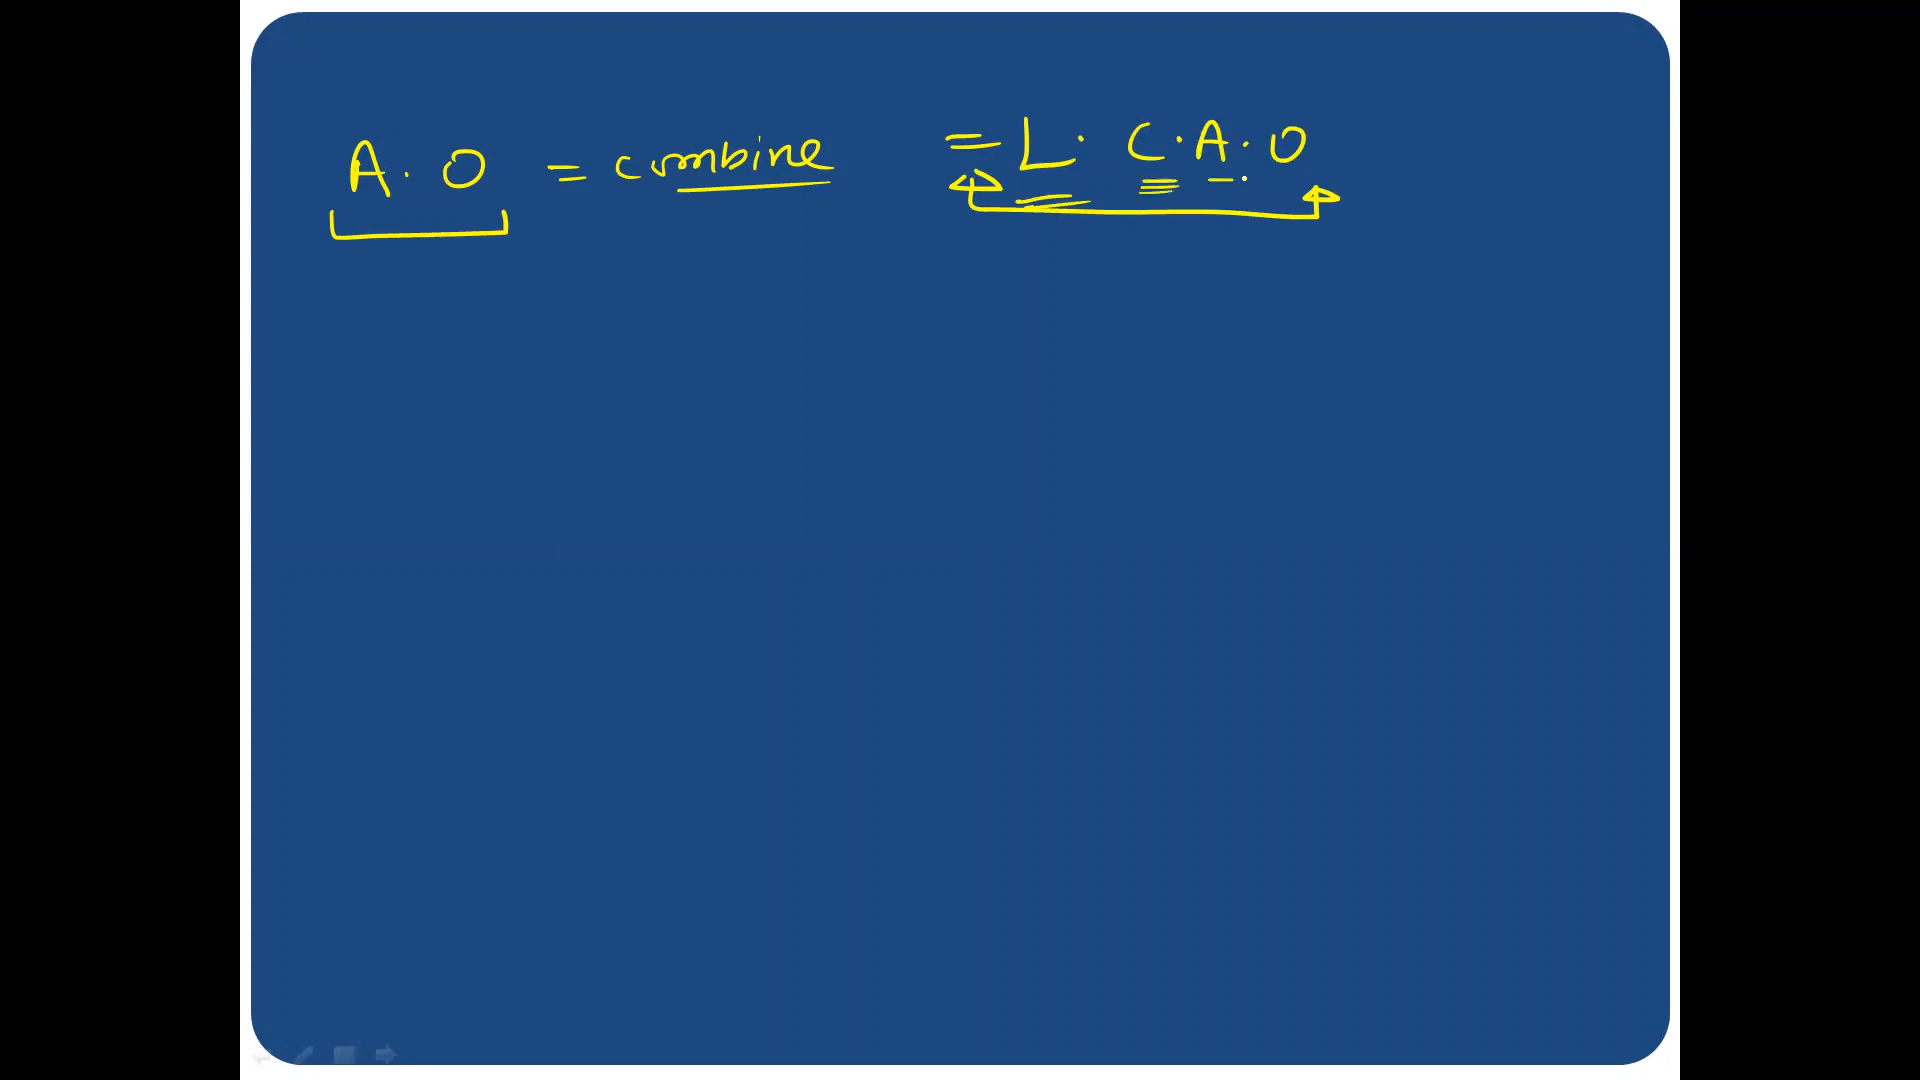 A. O = combine = L. C. A. O